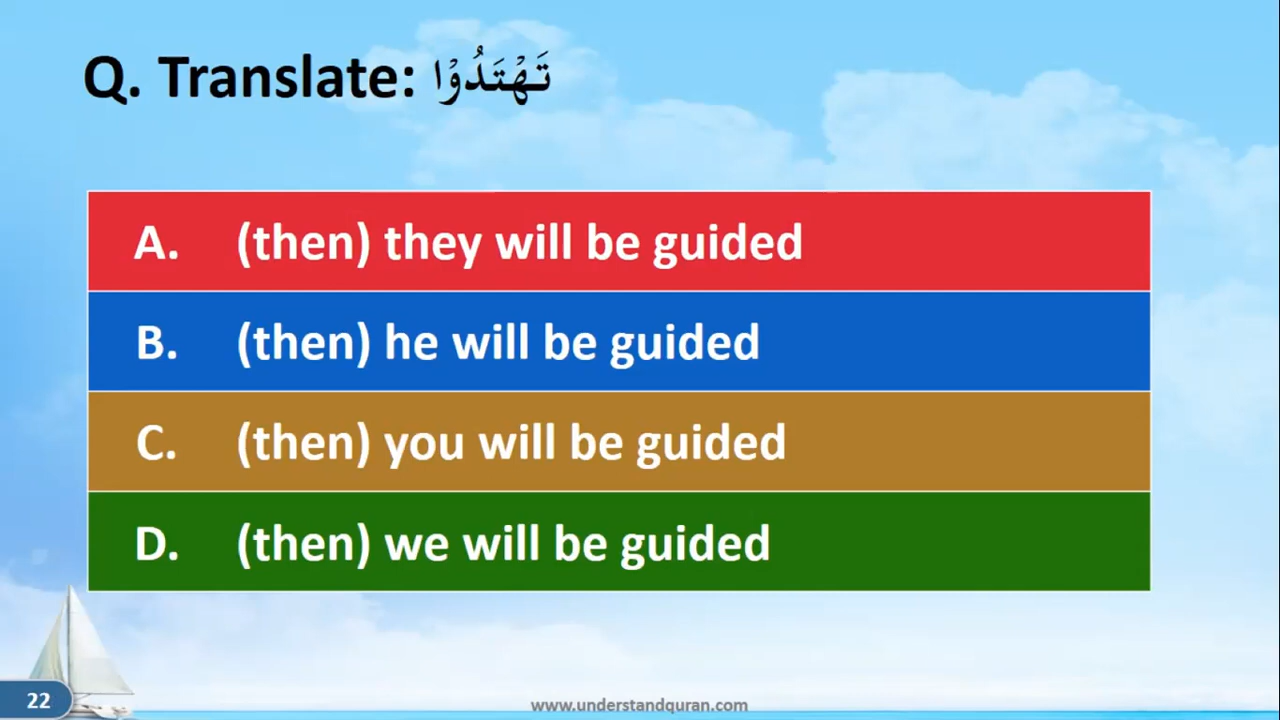 Q. Translate: تَهْتَدُوْا
A. (then) they will be guided
B. (then) he will be guided
C. (then) you will be guided
D. (then) we will be guided
22
www.understandquran.com